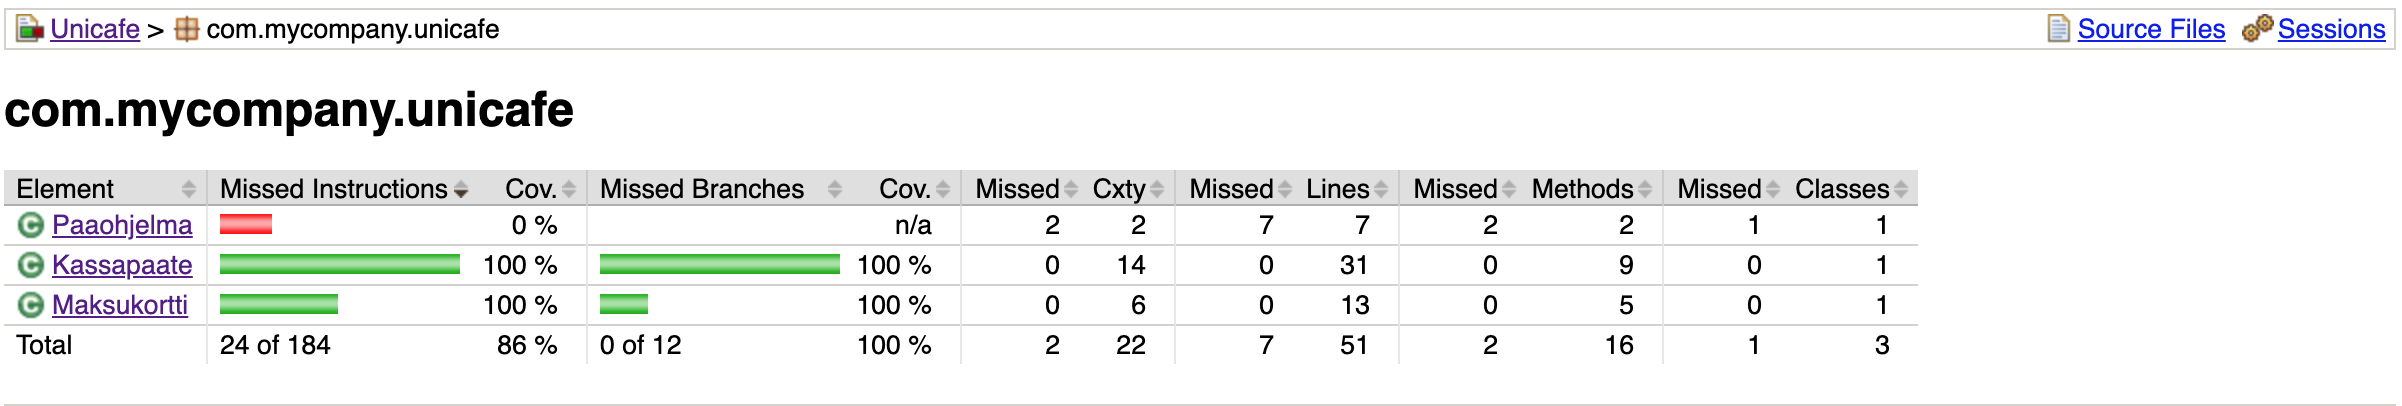 Unicafe > com.mycompany.unicafe Source Files Sessions
com.mycompany.unicafe
Element Missed Instructions Cov. Missed Branches Cov. Missed Cxty Missed Lines Missed Methods Missed Classes
Paaohjelma 0 % n/a 2 2 7 7 2 2 1 1
Kassapaate 100 % 100 % 0 14 0 31 0 9 0 1
Maksukortti 100 % 100 % 0 6 0 13 0 5 0 1
Total 24 of 184 86 % 0 of 12 100 % 2 22 7 51 2 16 1 3